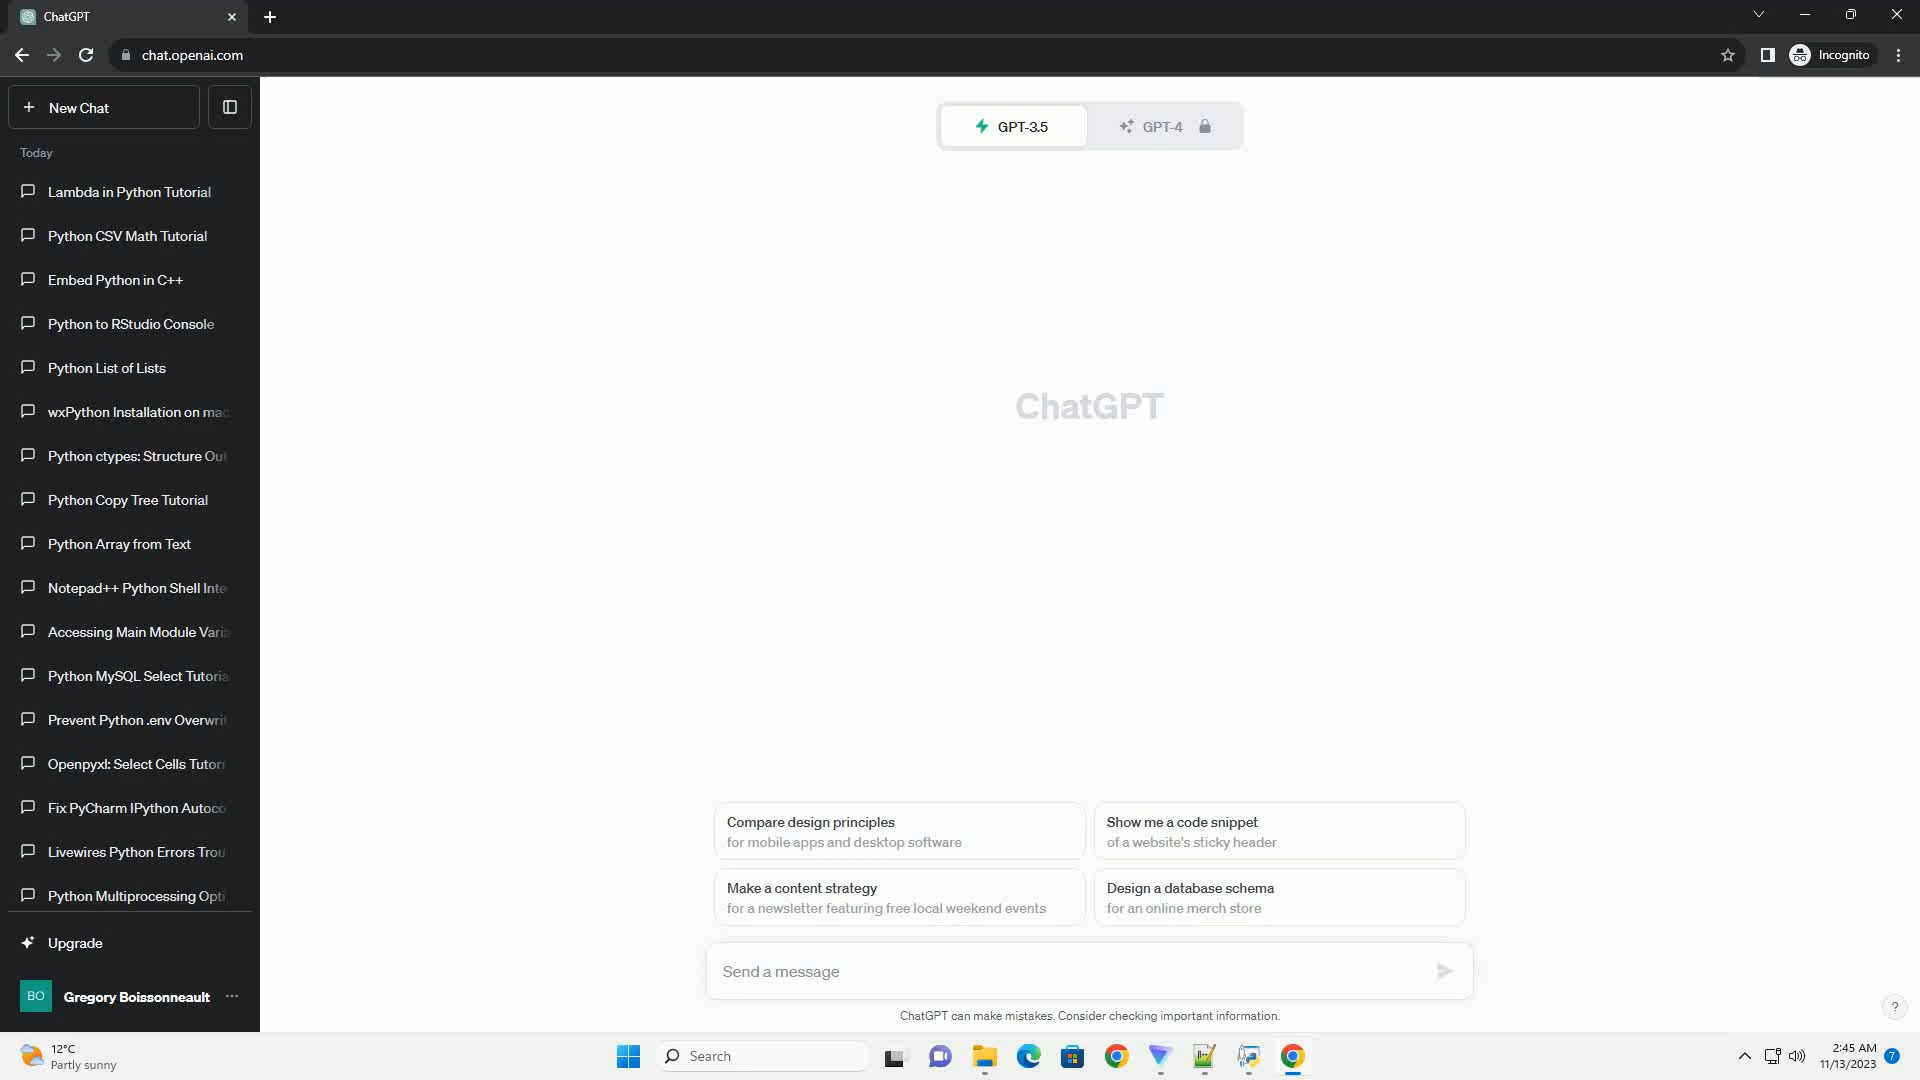 ChatGPT
chat.openai.com
Incognito
New Chat
Today
Lambda in Python Tutorial
Python CSV Math Tutorial
Embed Python in C++
Python to RStudio Console
Python List of Lists
wxPython Installation on mac
Python ctypes: Structure Out
Python Copy Tree Tutorial
Python Array from Text
Notepad++ Python Shell Inte
Accessing Main Module Varia
Python MySQL Select Tutoria
Prevent Python .env Overwrit
Openpyxl: Select Cells Tutori
Fix PyCharm IPython Autoco
Livewires Python Errors Trou
Python Multiprocessing Opti
Upgrade
BO Gregory Boissonneault
GPT-3.5 GPT-4
ChatGPT
Compare design principles
for mobile apps and desktop software
Show me a code snippet
of a website's sticky header
Make a content strategy
for a newsletter featuring free local weekend events
Design a database schema
for an online merch store
Send a message
ChatGPT can make mistakes. Consider checking important information.
?
12°C
Partly sunny
Search
2:45 AM
11/13/2023
7